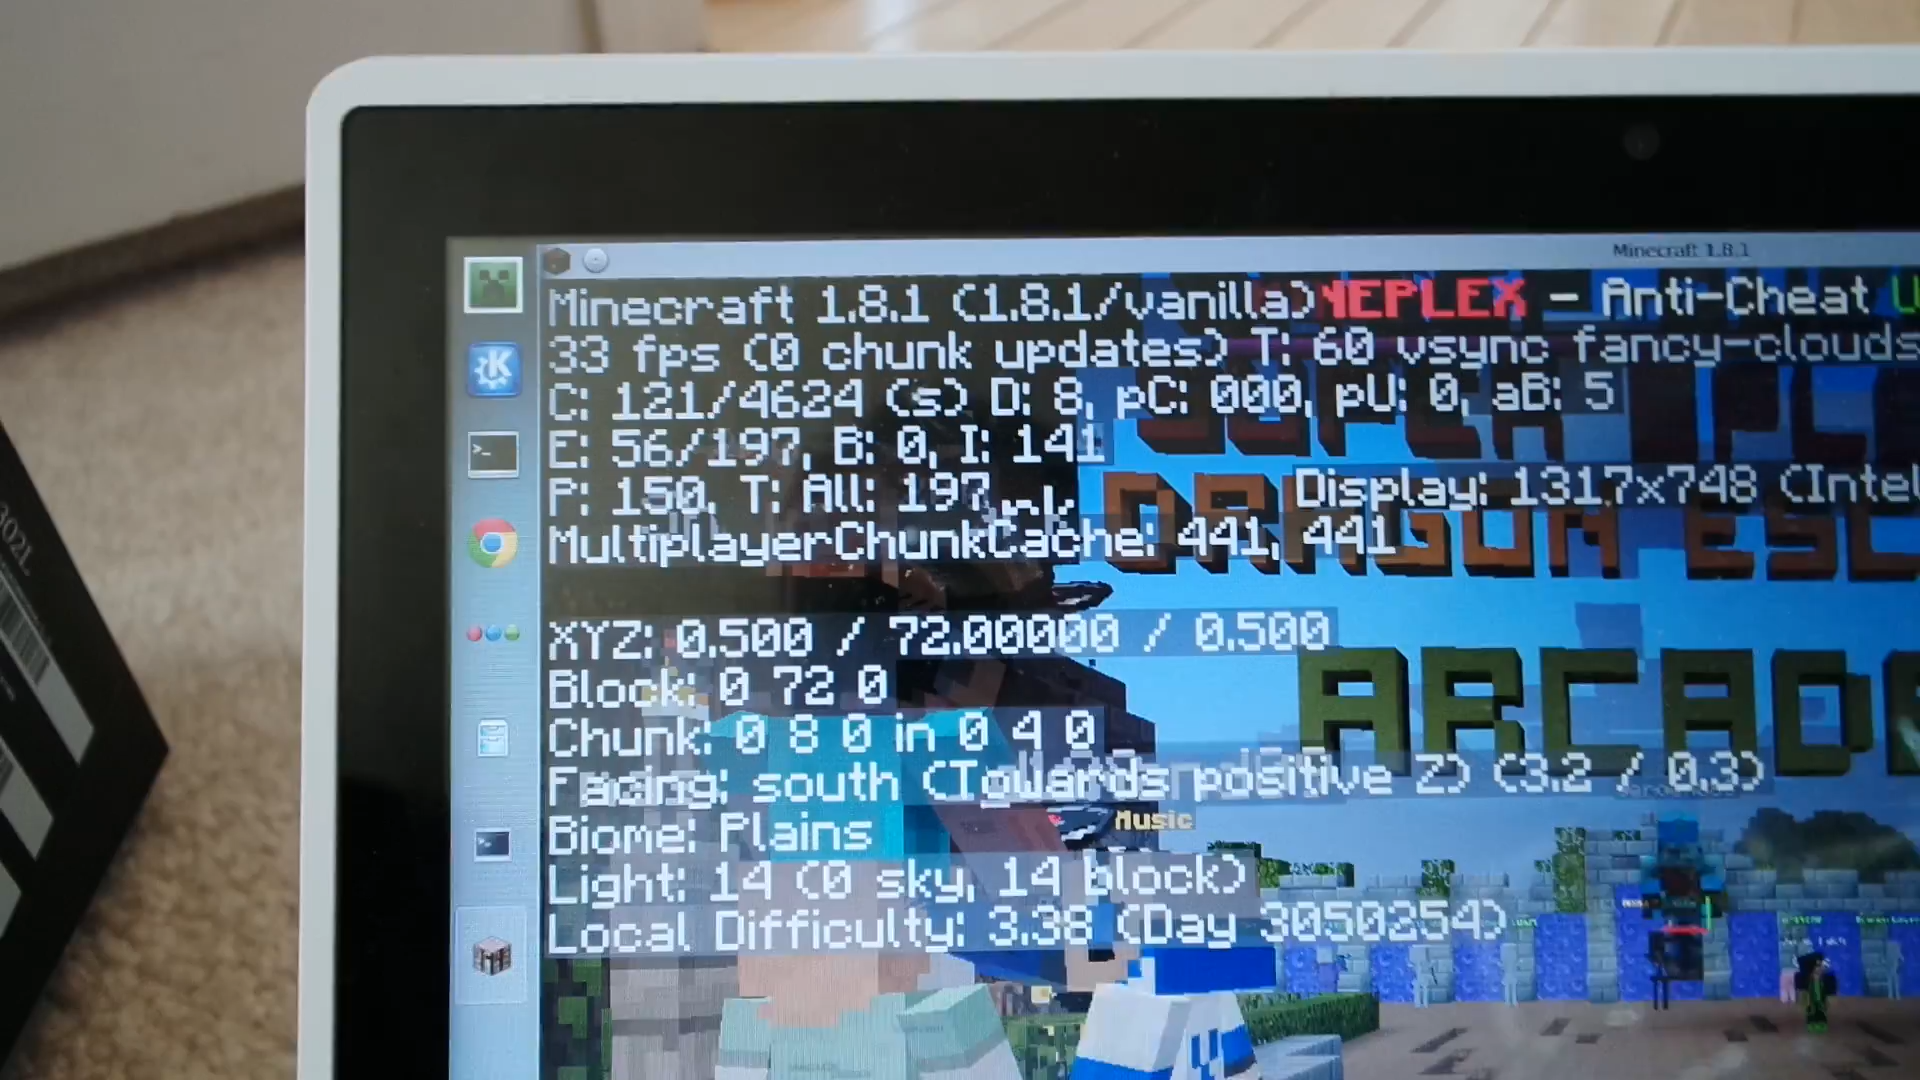 Minecraft 1.8.1
Minecraft 1.8.1 (1.8.1/vanilla)NEPLEX - Anti-Cheat U
33 fps (0 chunk updates) T: 60 vsync fancy-clouds
C: 121/4624 (s) D: 8, pC: 000, pU: 0, aB: 5
E: 56/197, B: 0, I: 141
P: 150, T: All: 197
Display: 1317x748 (Intel
DRAGON ESC
MultiplayerChunkCache: 441, 441
XYZ: 0.500 / 72.00000 / 0.500
Block: 0 72 0
ARCAD
Chunk: 0 8 0 in 0 4 0
Facing: south (Towards positive Z) (3.2 / 0.3)
Music
Biome: Plains
Light: 14 (0 sky, 14 block)
Local Difficulty: 3.38 (Day 3050254)
302L